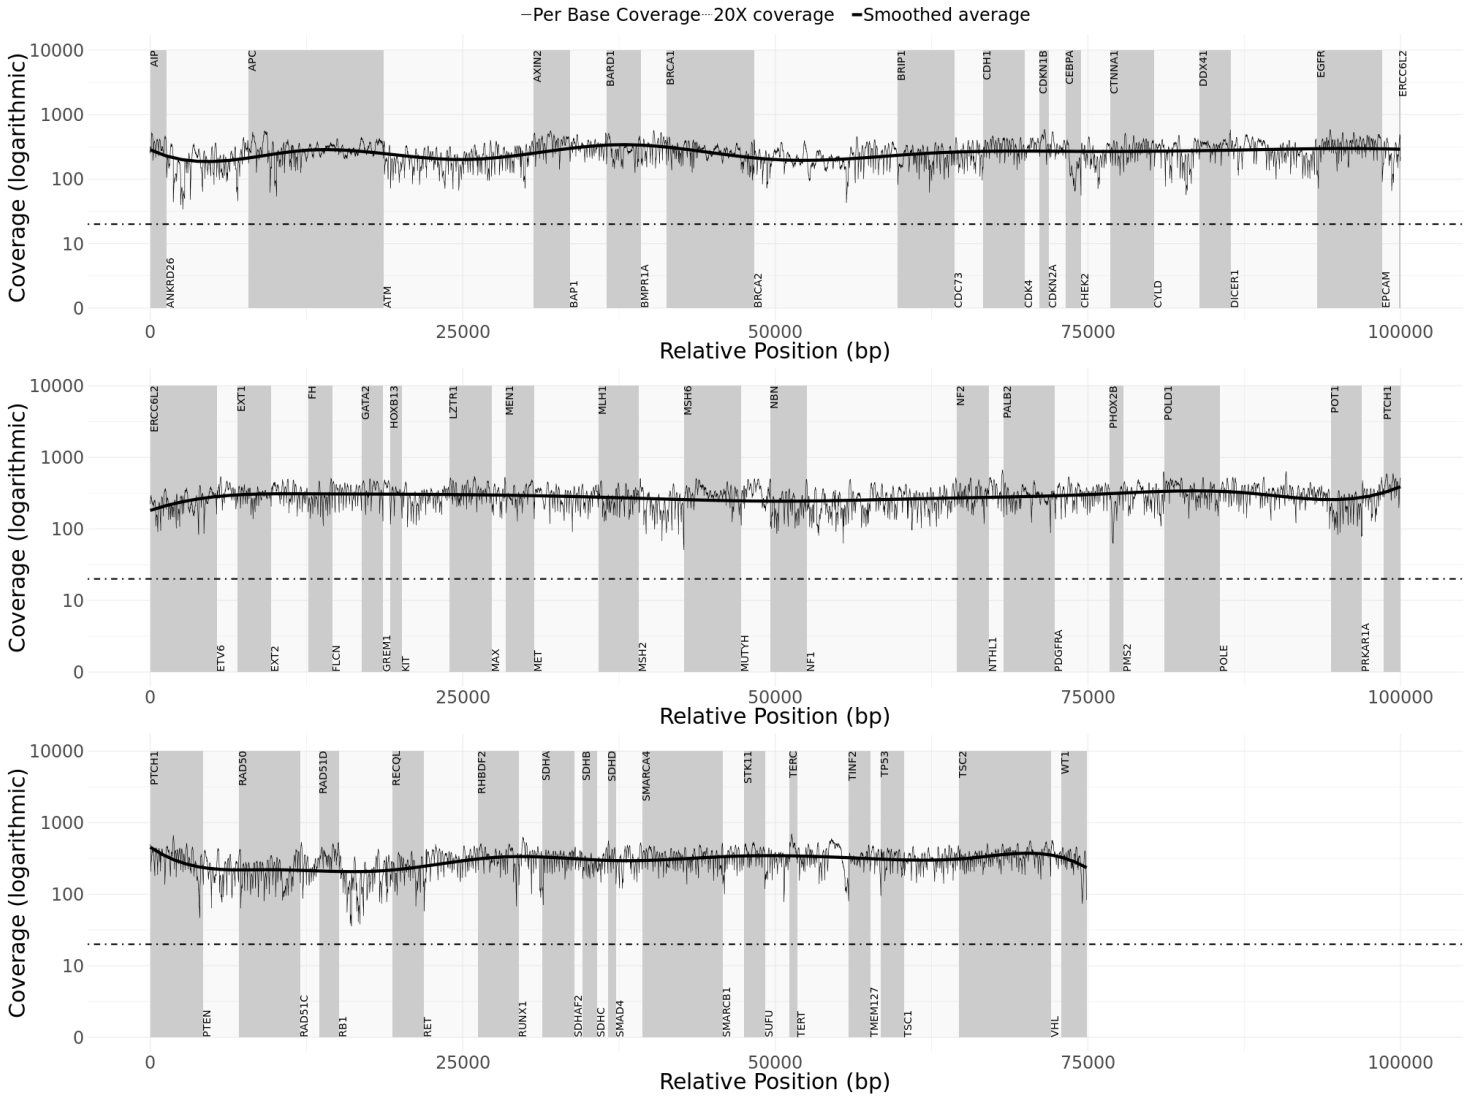 Per Base Coverage 20X coverage Smoothed average
Coverage (logarithmic)
10000
1000
100
10
0
AIP APC AXIN2 BARD1 BRCA1 BRIP1 CDH1 CDKN1B CEBPA CTNNA1 DDX41 EGFR ERCC6L2
ANKRD26 ATM BAP1 BMPR1A BRCA2 CDC73 CDK4 CDKN2A CHEK2 CYLD DICER1 EPCAM
0 25000 50000 75000 100000
Relative Position (bp)
Coverage (logarithmic)
10000
1000
100
10
0
ERCC6L2 EXT1 FH GATA2 HOXB13 LZTR1 MEN1 MLH1 MSH6 NBN NF2 PALB2 PHOX2B POLD1 POT1 PTCH1
ETV6 EXT2 FLCN GREM1 KIT MAX MET MSH2 MUTYH NF1 NTHL1 PDGFRA PMS2 POLE PRKAR1A
0 25000 50000 75000 100000
Relative Position (bp)
Coverage (logarithmic)
10000
1000
100
10
0
PTCH1 RAD50 RAD51D RECQL RHBDF2 SDHA SDHB SDHD SMARCA4 STK11 TERC TINF2 TP53 TSC2 WT1
PTEN RAD51C RB1 RET RUNX1 SDHAF2 SDHC SMAD4 SMARCB1 SUFU TERT TMEM127 TSC1 VHL
0 25000 50000 75000 100000
Relative Position (bp)